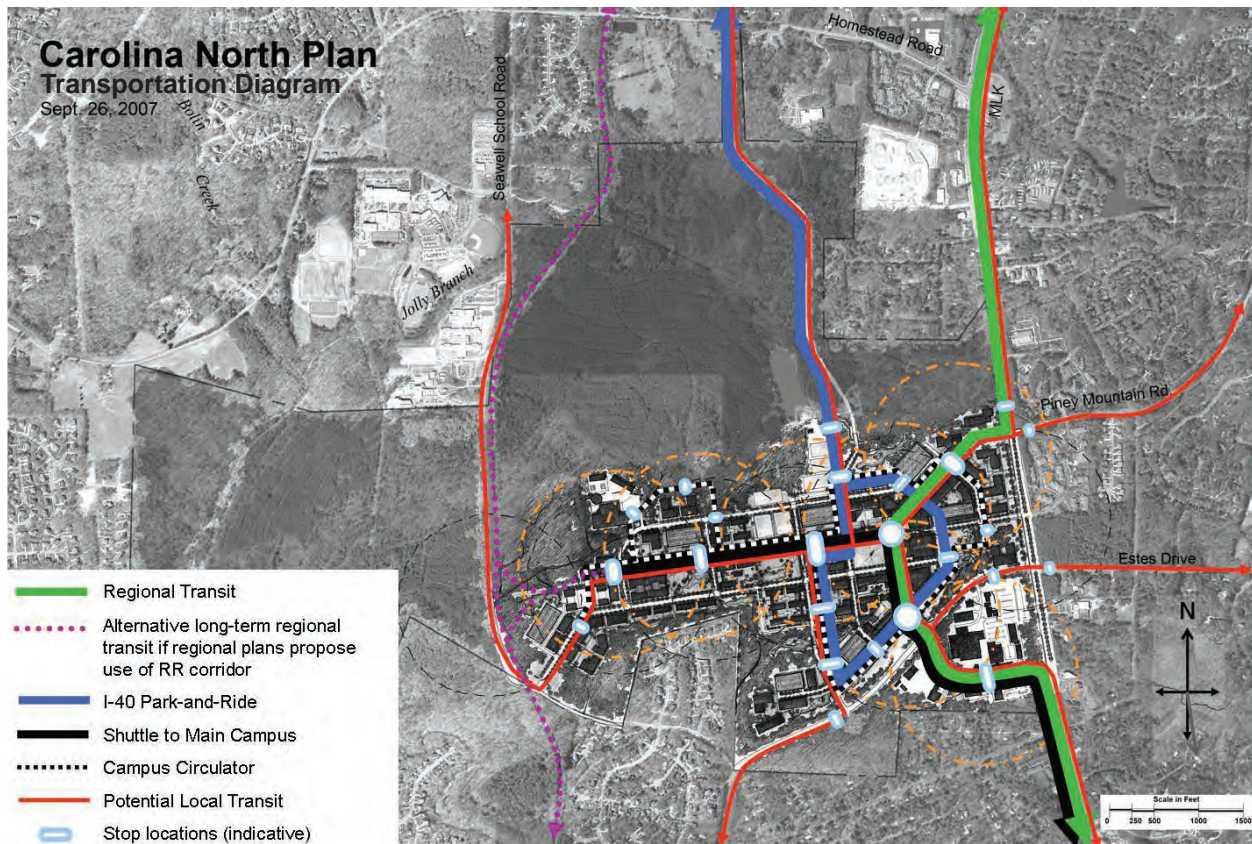 Carolina North Plan
Transportation Diagram
Sept. 26, 2007
Bolin
Creek
Seawell School Road
Jolly Branch
Homestead Road
MLK
Piney Mountain Rd
Estes Drive
N
Regional Transit
Alternative long-term regional
transit if regional plans propose
use of RR corridor
I-40 Park-and-Ride
Shuttle to Main Campus
Campus Circulator
Potential Local Transit
Stop locations (indicative)
Scale in Feet
0 250 500 1000 1500